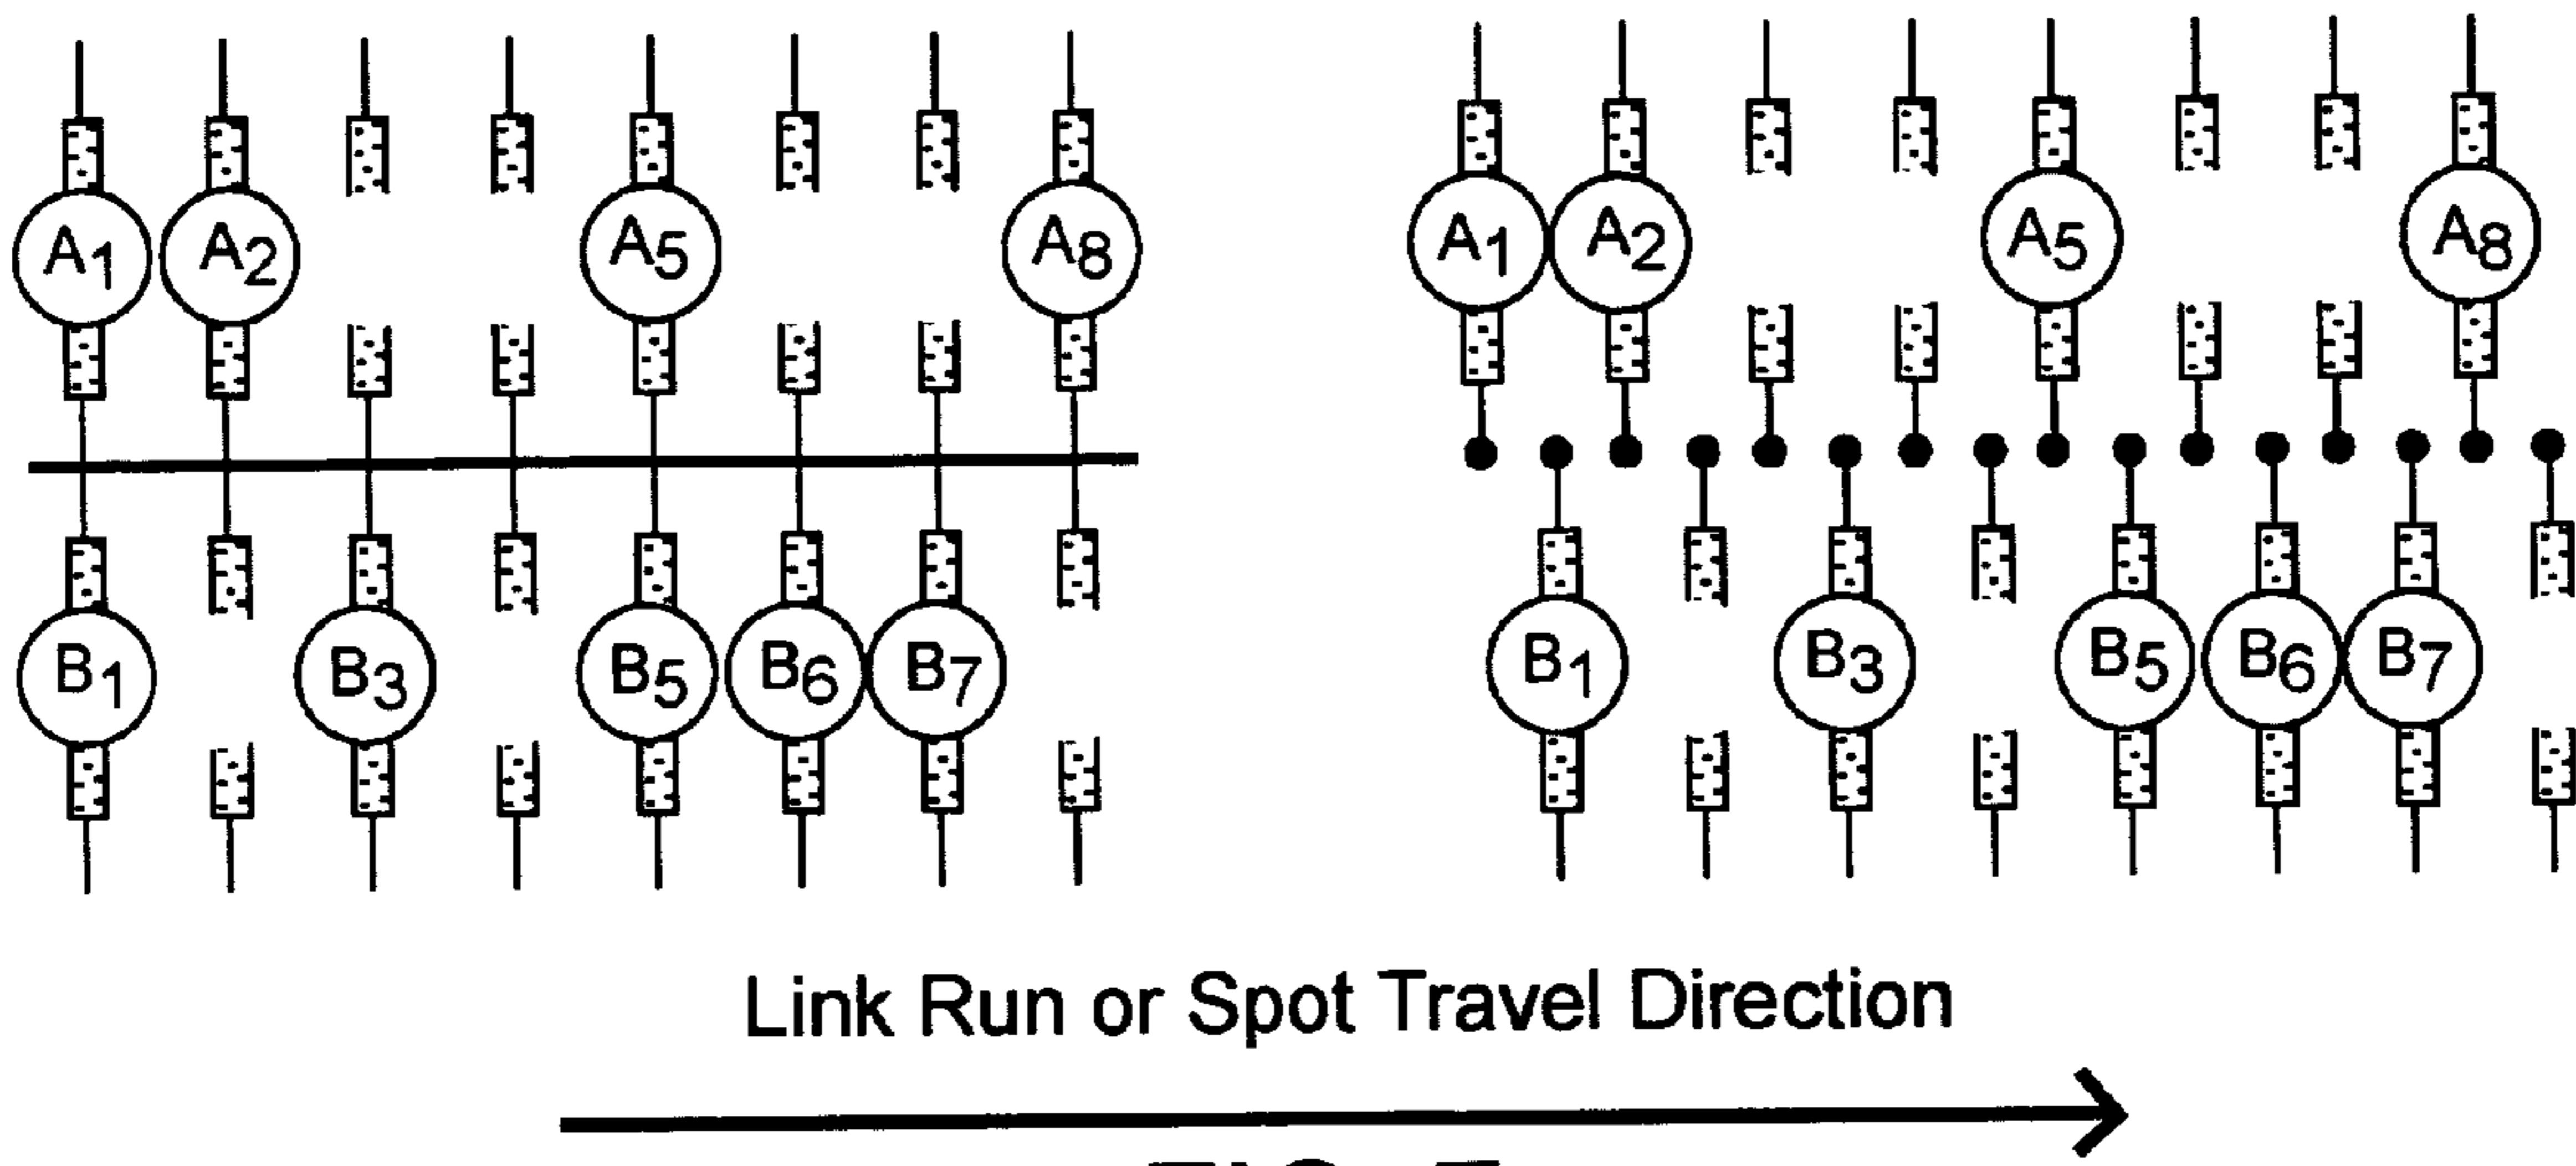 A1 A2 A5 A8 A1 A2 A5 A8
B1 B3 B5 B6 B7 B1 B3 B5 B6 B7
Link Run or Spot Travel Direction